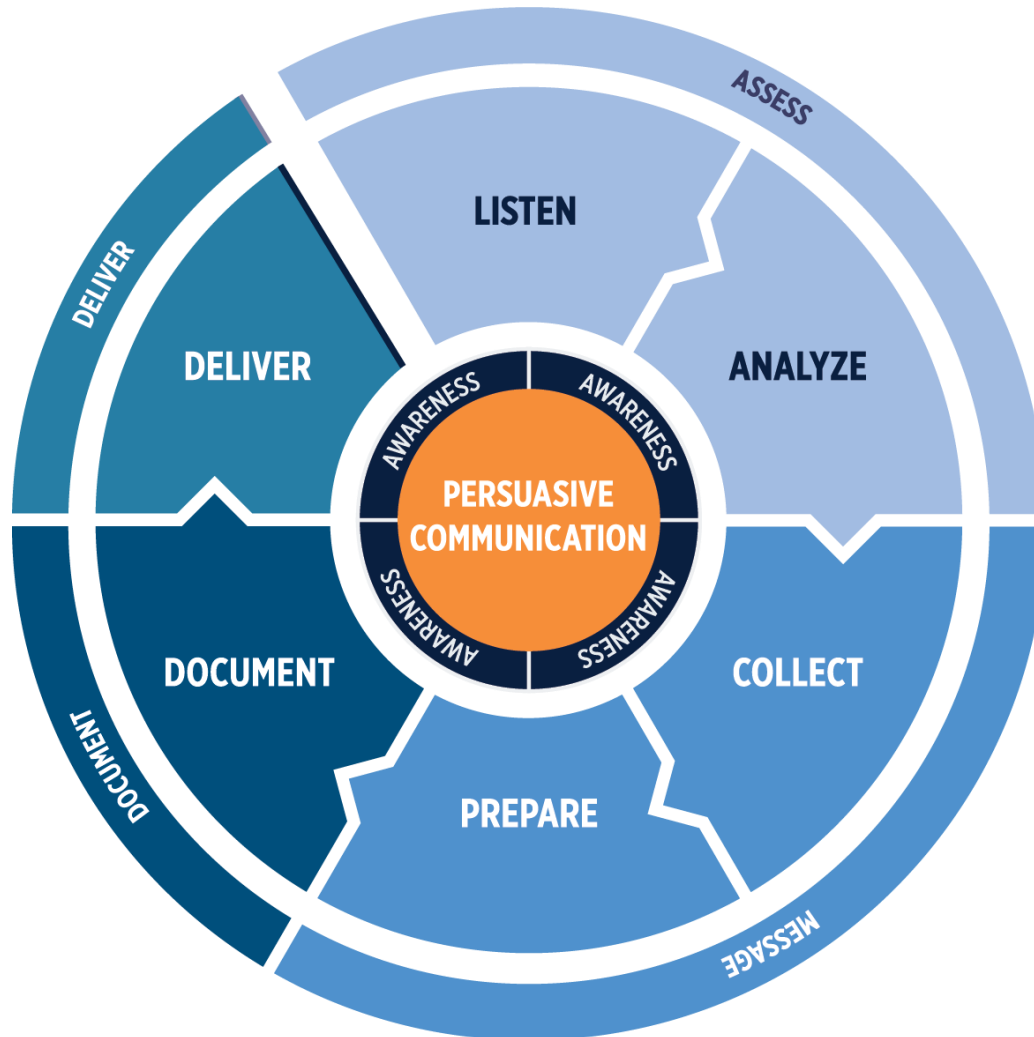 ASSESS
LISTEN
ANALYZE
DELIVER
DELIVER
AWARENESS
AWARENESS
PERSUASIVE
COMMUNICATION
AWARENESS
AWARENESS
DOCUMENT
COLLECT
DOCUMENT
PREPARE
MESSAGE